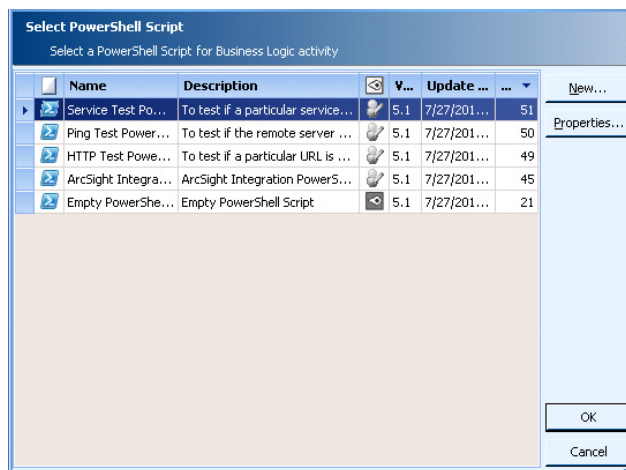 Select PowerShell Script
Select a PowerShell Script for Business Logic activity
Name Description V... Update ... ...
Service Test Po... To test if a particular service... 5.1 7/27/201... 51
Ping Test Power... To test if the remote server ... 5.1 7/27/201... 50
HTTP Test Powe... To test if a particular URL is ... 5.1 7/27/201... 49
ArcSight Integra... ArcSight Integration PowerS... 5.1 7/27/201... 45
Empty PowerShe... Empty PowerShell Script 5.1 7/27/201... 21
New...
Properties...
OK
Cancel